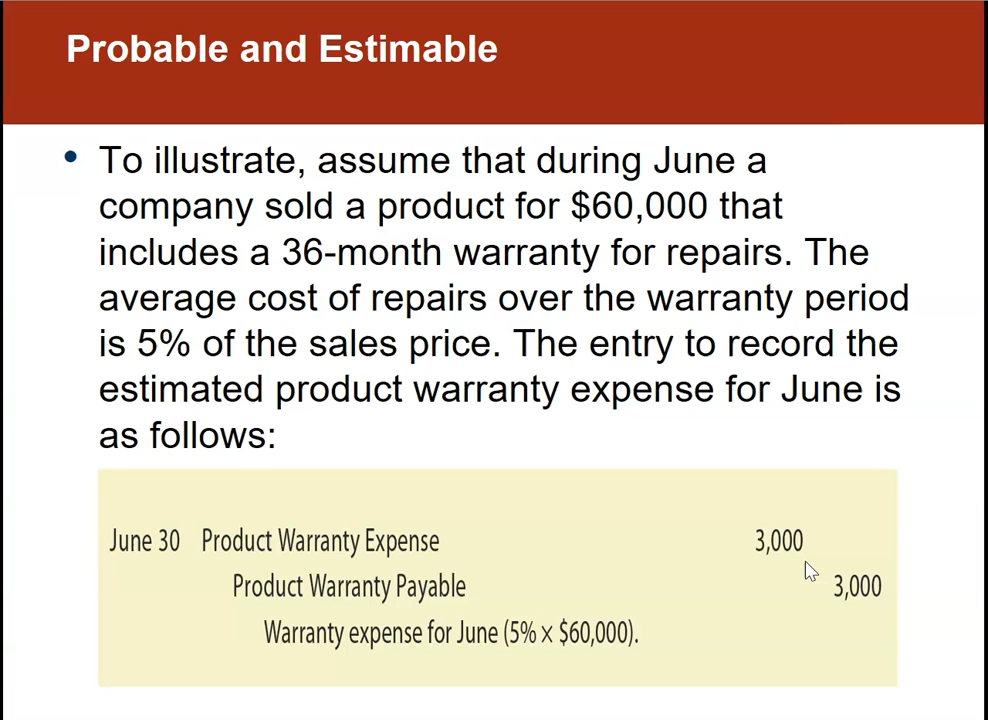 Probable and Estimable
• To illustrate, assume that during June a
company sold a product for $60,000 that
includes a 36-month warranty for repairs. The
average cost of repairs over the warranty period
is 5% of the sales price. The entry to record the
estimated product warranty expense for June is
as follows:
June 30 Product Warranty Expense 3,000
Product Warranty Payable 3,000
Warranty expense for June (5% × $60,000).